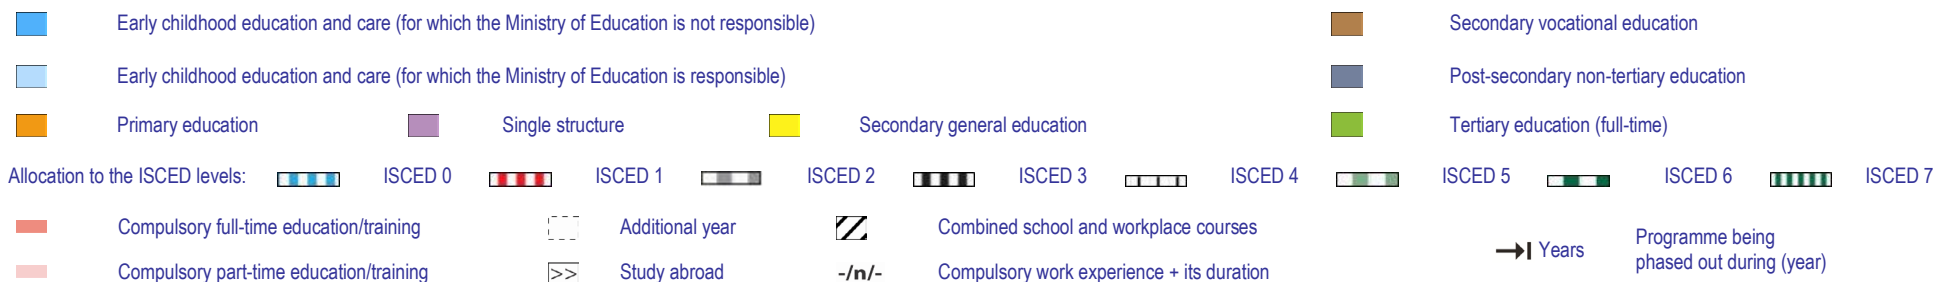 Early childhood education and care (for which the Ministry of Education is not responsible) Secondary vocational education
Early childhood education and care (for which the Ministry of Education is responsible) Post-secondary non-tertiary education
Primary education Single structure Secondary general education Tertiary education (full-time)
Allocation to the ISCED levels: ISCED 0 ISCED 1 ISCED 2 ISCED 3 ISCED 4 ISCED 5 ISCED 6 ISCED 7
Compulsory full-time education/training Additional year Combined school and workplace courses
Compulsory part-time education/training >> Study abroad -/n/- Compulsory work experience + its duration
Years Programme being
phased out during (year)